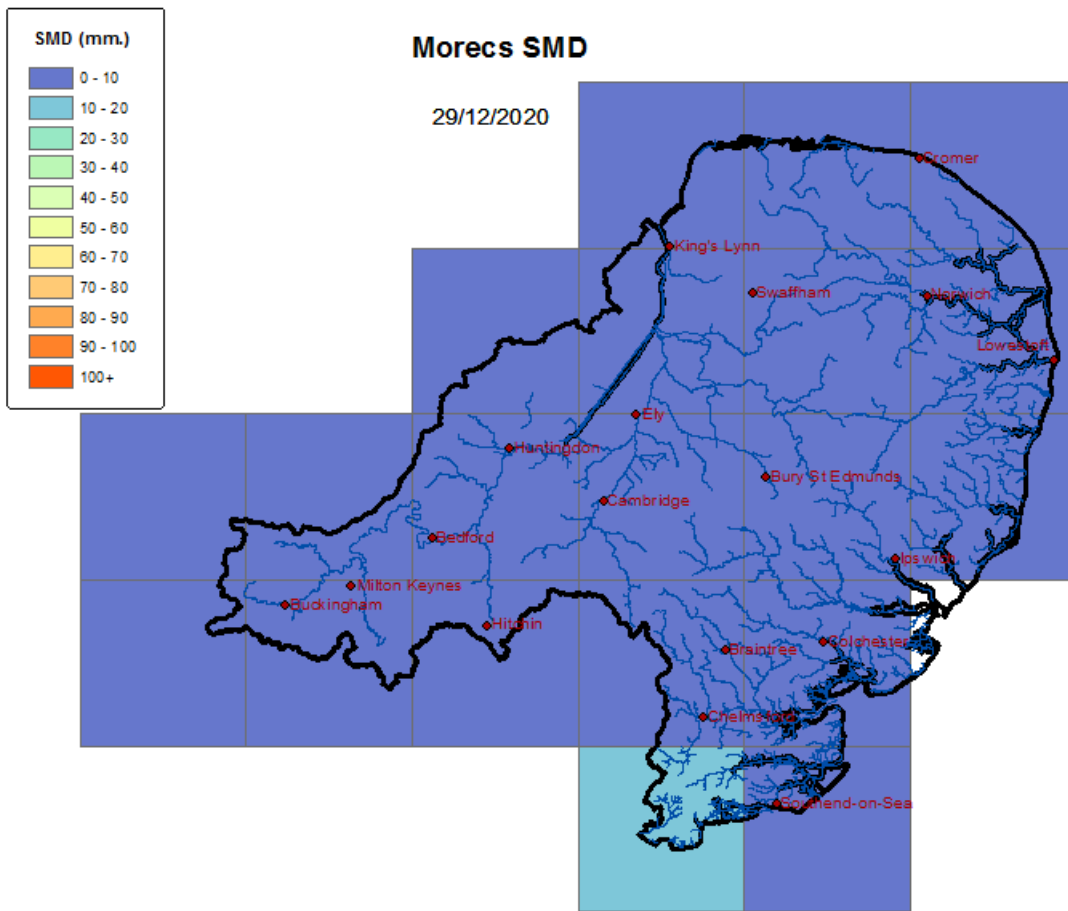 SMD (mm.)
0 - 10
10 - 20
20 - 30
30 - 40
40 - 50
50 - 60
60 - 70
70 - 80
80 - 90
90 - 100
100+
Morecs SMD
29/12/2020
Cromer
King's Lynn
Swaffham
Norwich
Lowestoft
Ely
Huntingdon
Bury St Edmunds
Cambridge
Bedford
Ipswich
Milton Keynes
Buckingham
Hitchin
Colchester
Braintree
Chelmsford
Southend-on-Sea